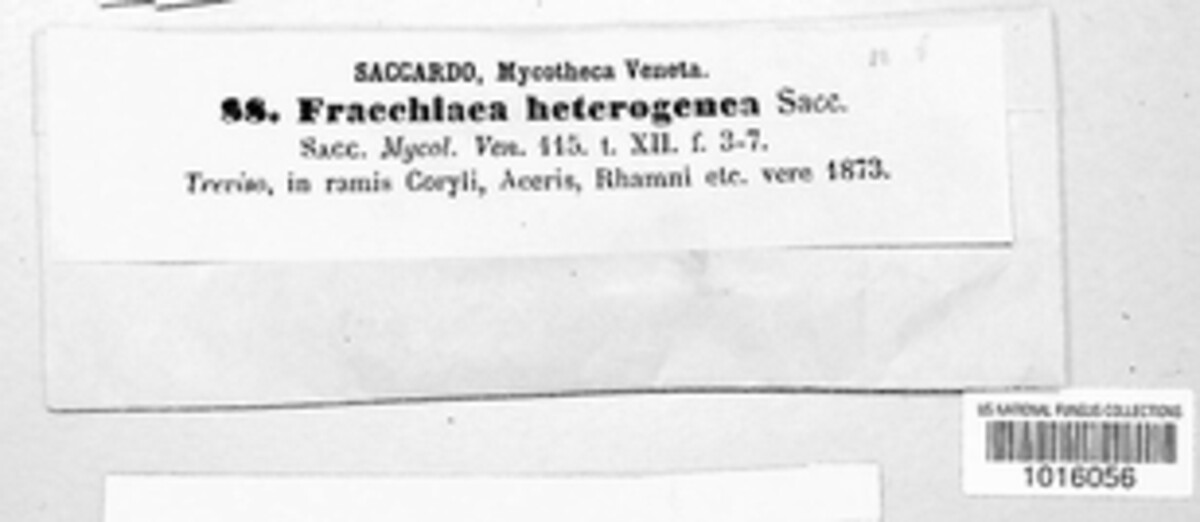 SACCARDO, Mycotheca Veneta.
88. Fracchiaea heterogenea Sacc.
Sacc. Mycol. Ven. 115. t. XII. f. 3-7.
Treviso, in ramis Coryli, Aceris, Rhamni etc. vere 1873.
US NATIONAL FUNGUS COLLECTIONS
1016056